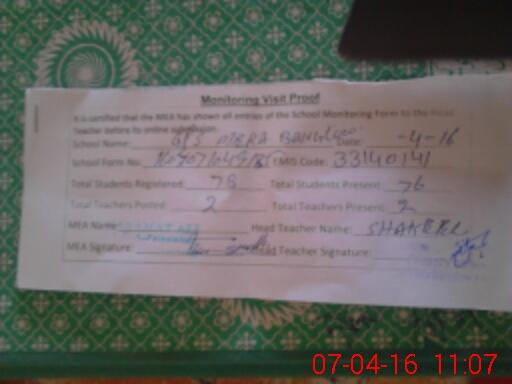 Monitoring Visit Proof
It is certified that the MEA has shown all entries of the School Monitoring Form to the Head
Teacher before its online submission.
School Name: GPS Date: -4-16
School Form No: EMIS Code: 33140141
Total Students Registered: 78 Total Students Present: 76
Total Teachers Posted: 2 Total Teachers Present: 2
MEA Name: Head Teacher Name: SHAKEEL
MEA Signature: Head Teacher Signature:
07-04-16 11:07